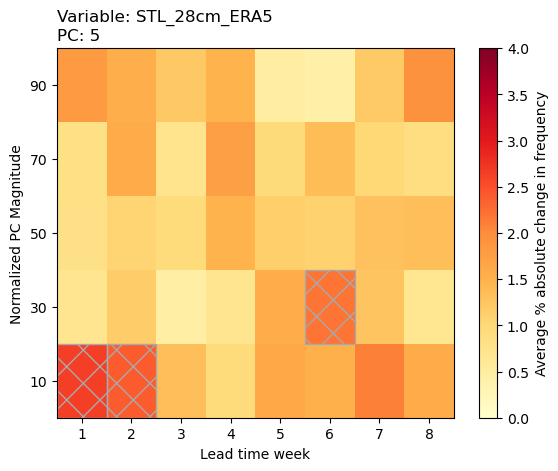 Variable: STL_28cm_ERA5
PC: 5
90
70
50
30
10
Normalized PC Magnitude
1 2 3 4 5 6 7 8
Lead time week
4.0
3.5
3.0
2.5
2.0
1.5
1.0
0.5
0.0
Average % absolute change in frequency